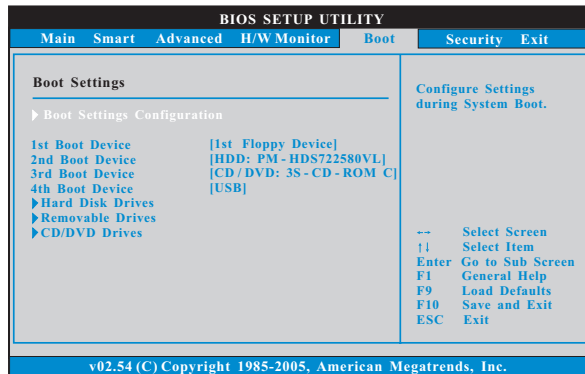 BIOS SETUP UTILITY
Main Smart Advanced H/W Monitor Boot Security Exit
Boot Settings
Boot Settings Configuration
1st Boot Device [1st Floppy Device]
2nd Boot Device [HDD: PM - HDS722580VL]
3rd Boot Device [CD / DVD: 3S - CD - ROM C]
4th Boot Device [USB]
Hard Disk Drives
Removable Drives
CD/DVD Drives
Configure Settings
during System Boot.
←→ Select Screen
↑↓ Select Item
Enter Go to Sub Screen
F1 General Help
F9 Load Defaults
F10 Save and Exit
ESC Exit
v02.54 (C) Copyright 1985-2005, American Megatrends, Inc.